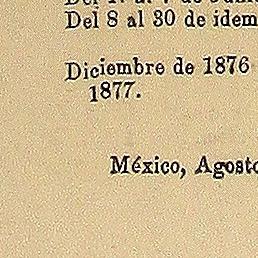 Del 8 al 30 de idem
Diciembre de 1876
1877.
México, Agosto